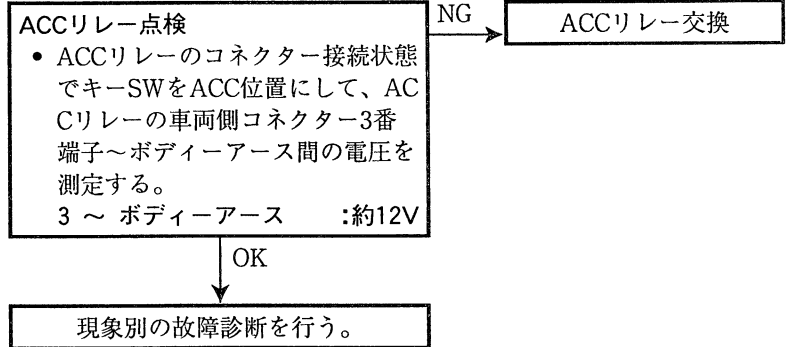 ACCリレー点検
• ACCリレーのコネクター接続状態
でキーSWをACC位置にして、AC
Cリレーの車両側コネクター3番
端子～ボディーアース間の電圧を
測定する。
3 ～ ボディーアース :約12V
NG
ACCリレー交換
OK
現象別の故障診断を行う。